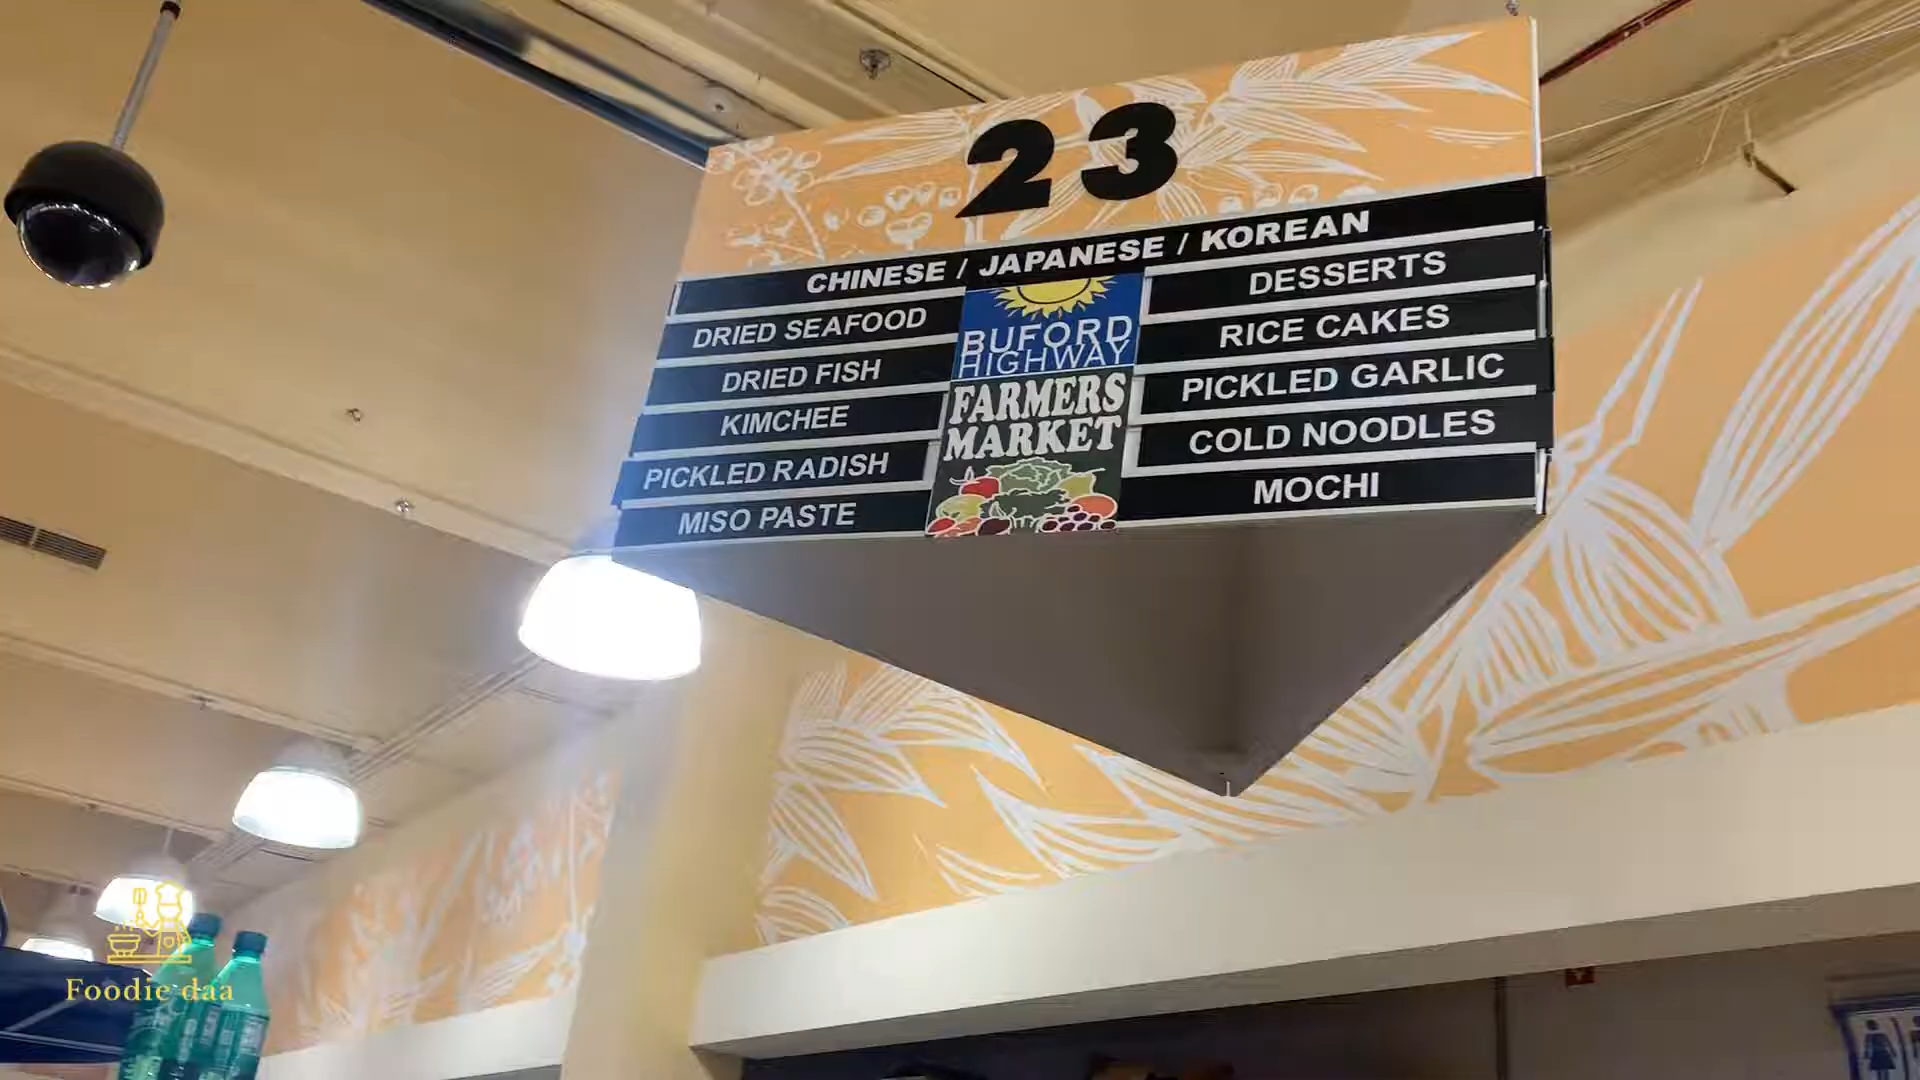 23
CHINESE / JAPANESE / KOREAN
DRIED SEAFOOD
DRIED FISH
KIMCHEE
PICKLED RADISH
MISO PASTE
BUFORD
HIGHWAY
FARMERS
MARKET
DESSERTS
RICE CAKES
PICKLED GARLIC
COLD NOODLES
MOCHI
Foodie daa